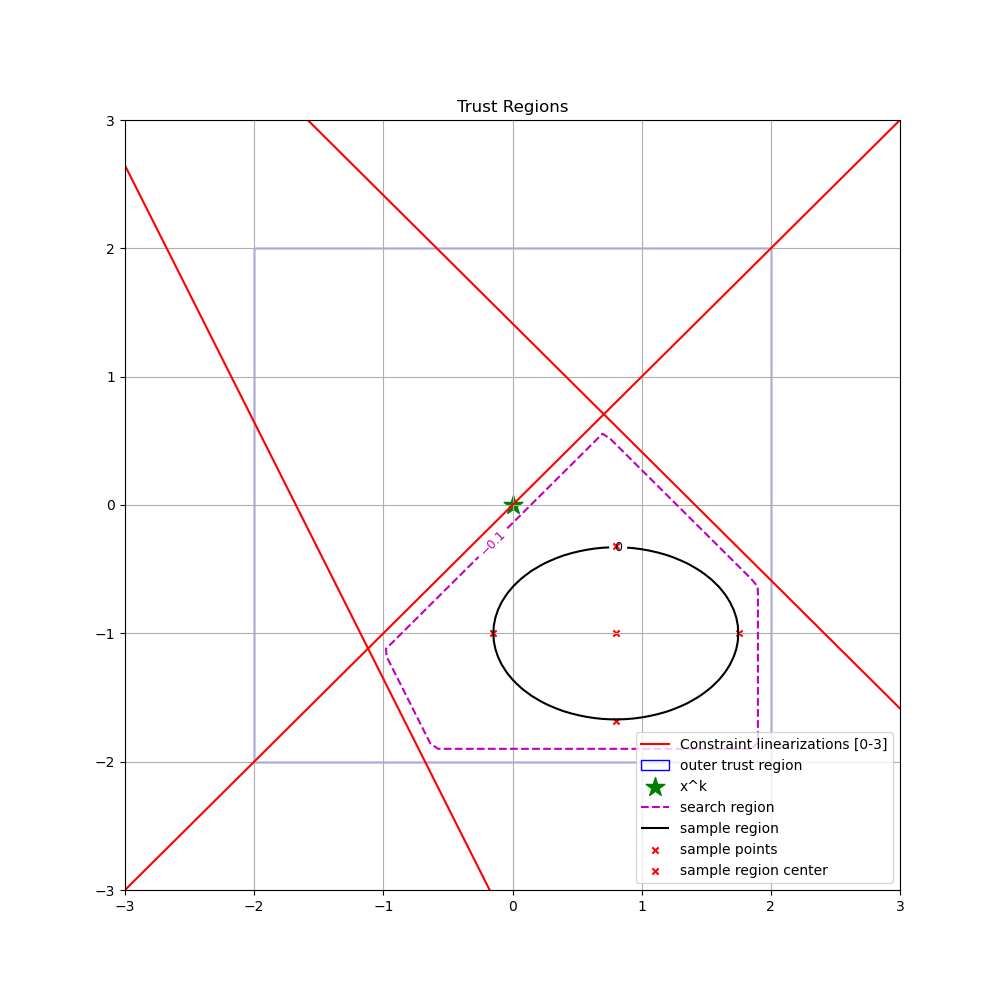 Trust Regions
3
2
1
0
−1
−2
−3
−3
−2
−1
0
1
2
3
−0.1
0
Constraint linearizations [0-3]
outer trust region
x^k
search region
sample region
sample points
sample region center